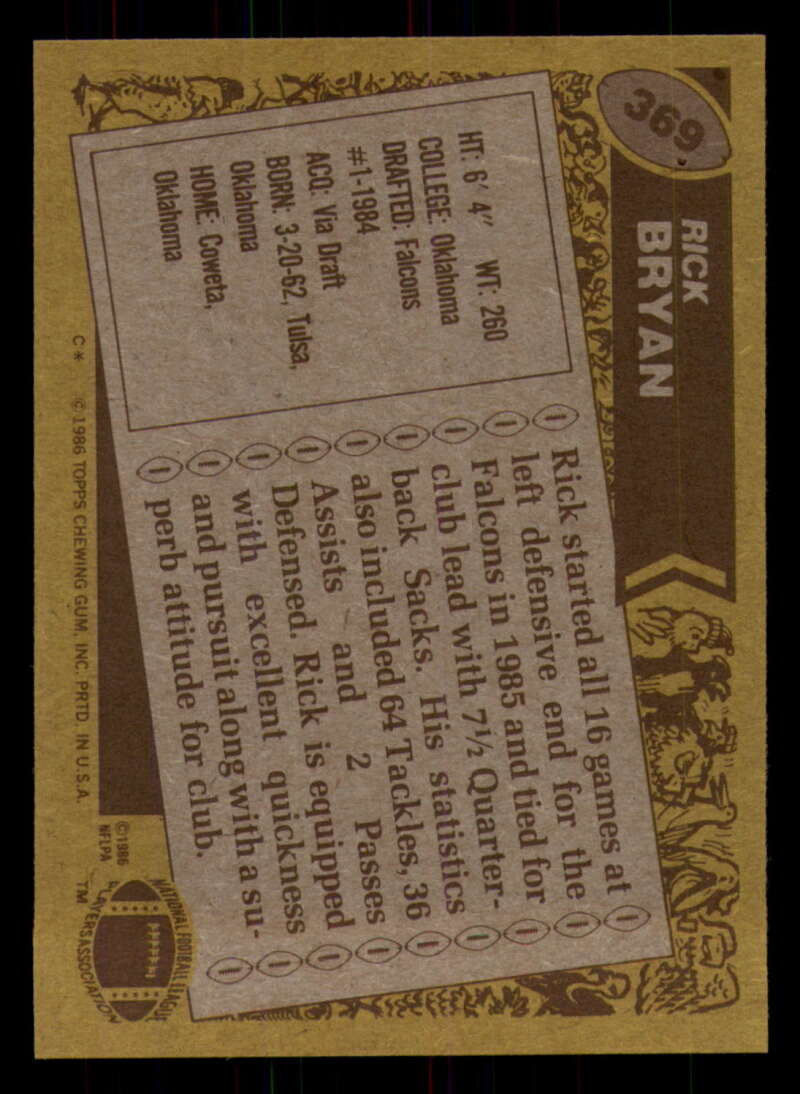 369
RICK
BRYAN
HT: 6' 4" WT: 260
COLLEGE: Oklahoma
DRAFTED: Falcons
#1-1984
ACQ: Via Draft
BORN: 3-20-62, Tulsa,
Oklahoma
HOME: Coweta,
Oklahoma
Rick started all 16 games at
left defensive end for the
Falcons in 1985 and tied for
club lead with 7½ Quarter-
back Sacks. His statistics
also included 64 Tackles, 36
Assists and 2 Passes
Defensed. Rick is equipped
with excellent quickness
and pursuit along with a su-
perb attitude for club.
C* © 1986 TOPPS CHEWING GUM, INC. PRTD. IN U.S.A.
©1986
NFLPA
NATIONAL FOOTBALL LEAGUE
PLAYERS ASSOCIATION
TM